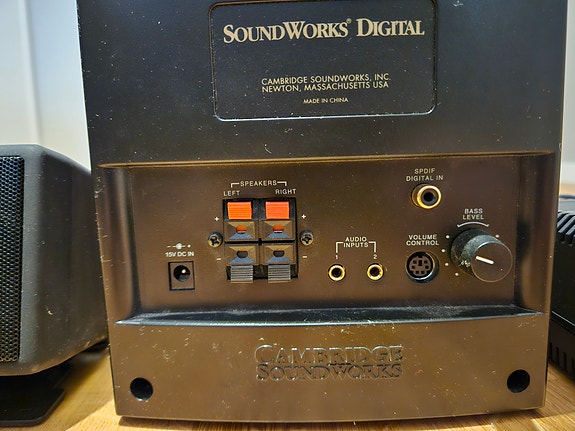 SOUNDWORKS® DIGITAL
CAMBRIDGE SOUNDWORKS, INC.
NEWTON, MASSACHUSETTS USA
MADE IN CHINA
SPEAKERS
LEFT RIGHT
+ +
- -
15V DC IN
AUDIO
INPUTS
1 2
SPDIF
DIGITAL IN
VOLUME
CONTROL
BASS
LEVEL
CAMBRIDGE
SOUNDWORKS